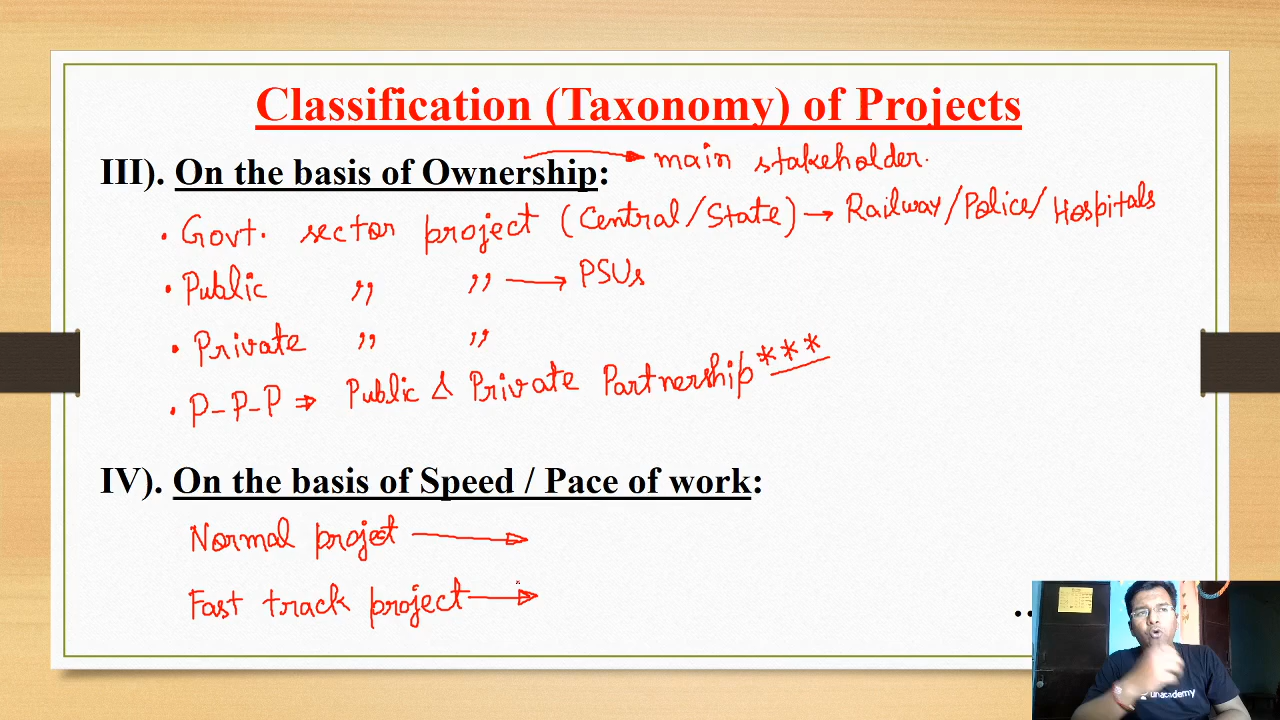 Classification (Taxonomy) of Projects
III). On the basis of Ownership: → main stakeholder.
• Govt. sector project (Central/State) → Railway/Police/Hospitals
• Public ,, ,, → PSUs
• Private ,, ,,
• P-P-P ⇒ Public & Private Partnership ***
IV). On the basis of Speed / Pace of work:
Normal project →
Fast track project →
..
unacademy